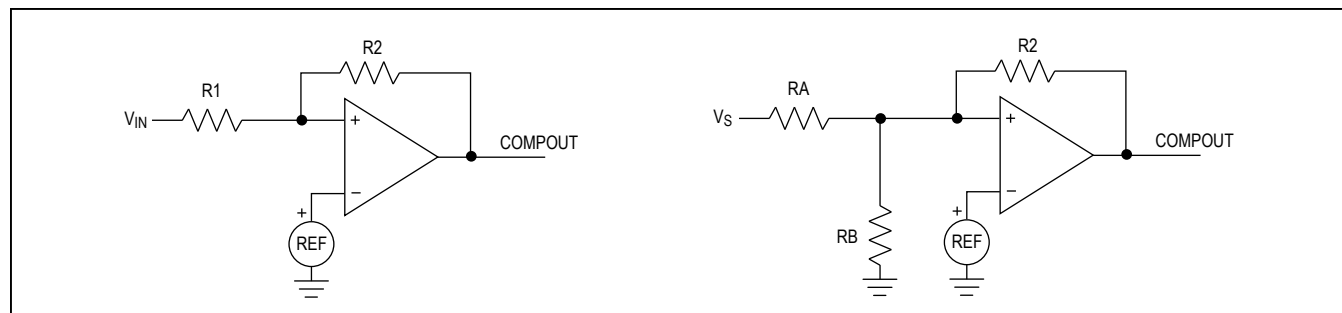 R2
R1
V_IN
+
COMPOUT
−
+
REF
R2
RA
V_S
+
COMPOUT
−
+
RB
REF